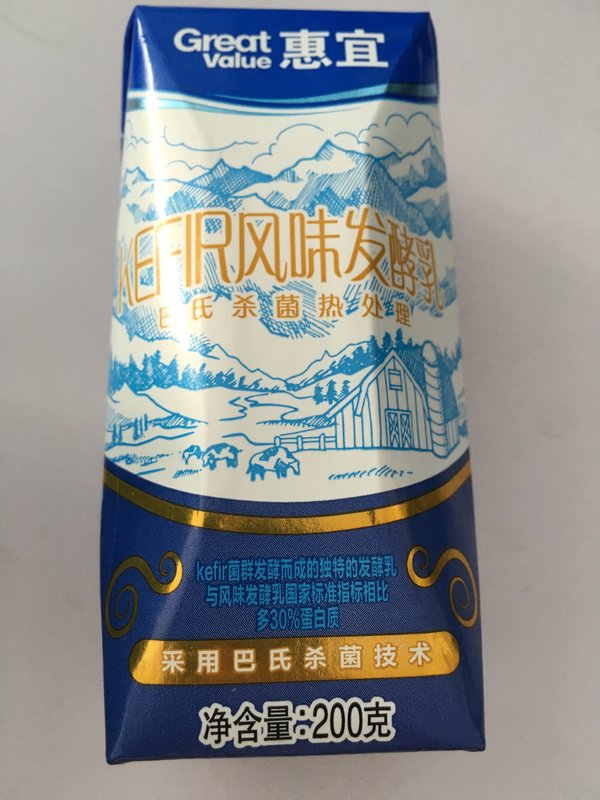 Great Value 惠宜
KEFIR风味发酵乳
巴氏杀菌热处理
kefir菌群发酵而成的独特的发酵乳
与风味发酵乳国家标准指标相比
多30%蛋白质
采用巴氏杀菌技术
净含量:200克